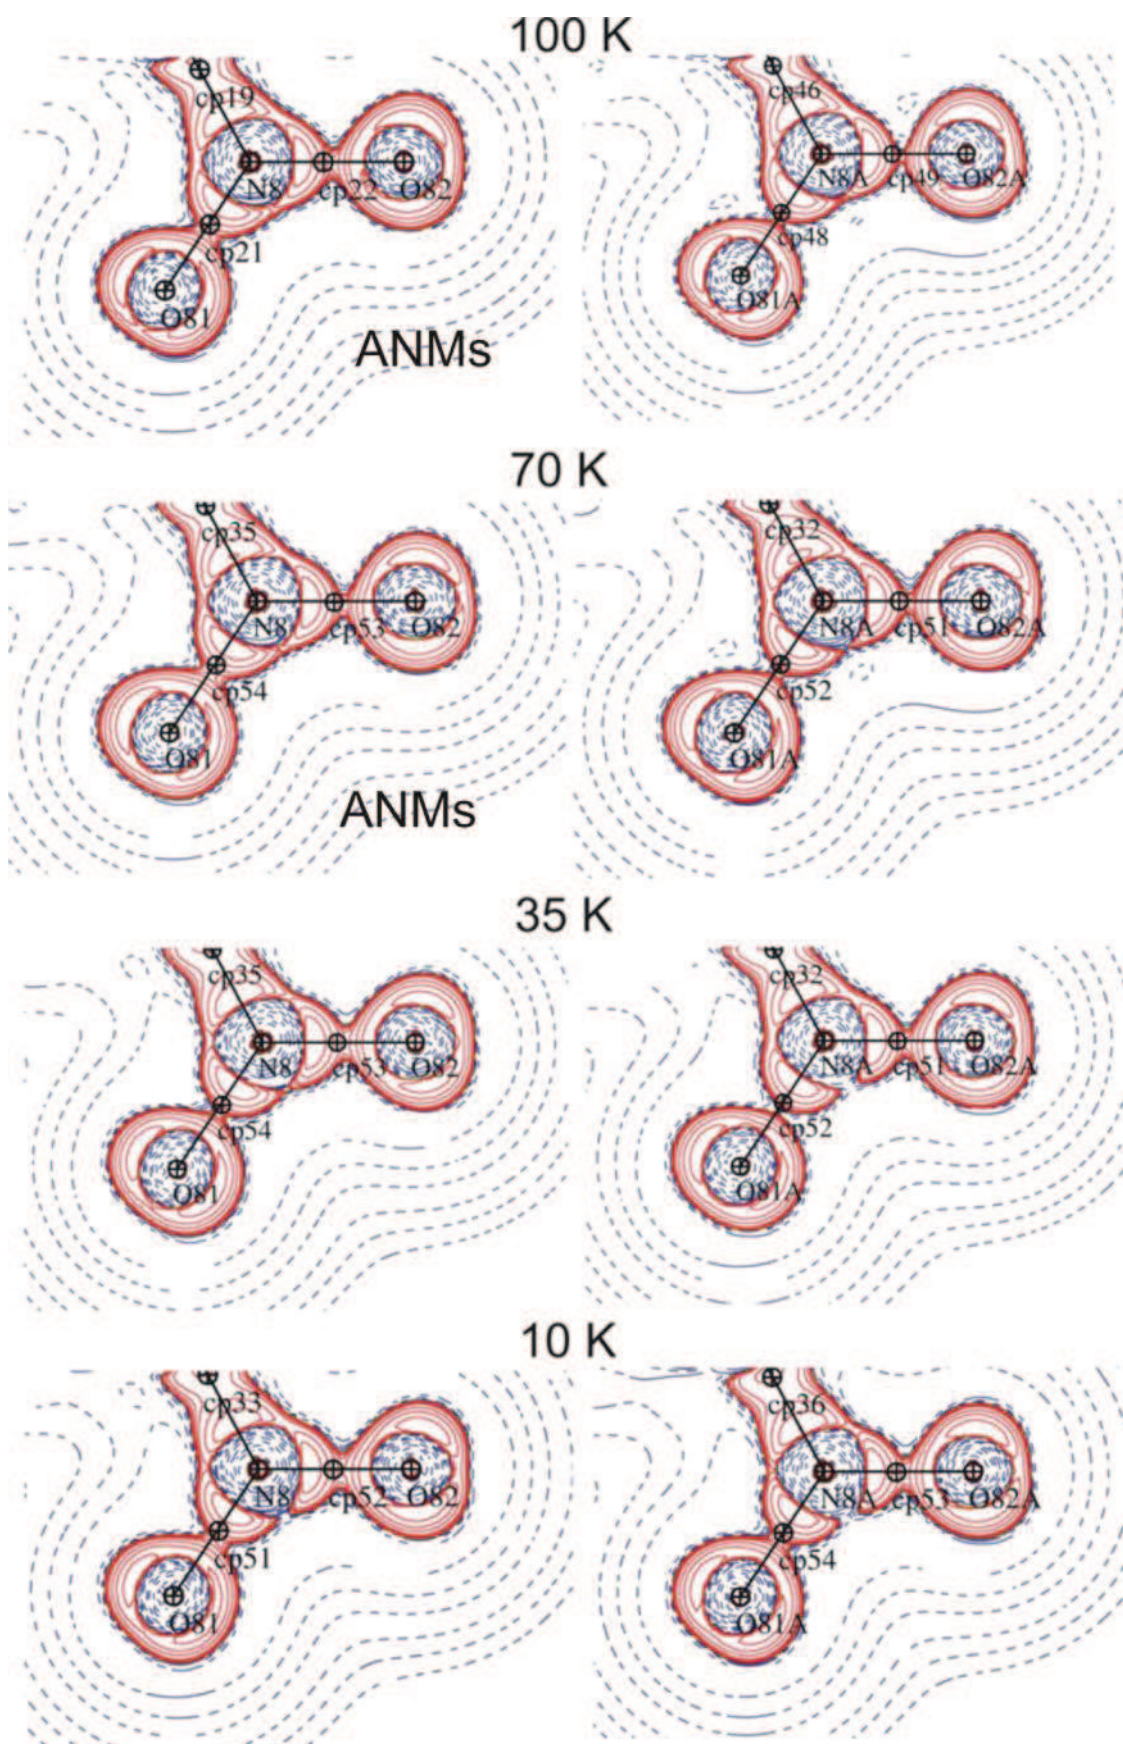 100 K
cp19 cp46
N8 cp22 O82 N8A cp49 O82A
cp21 cp48
O81 O81A
ANMs
70 K
cp35 cp32
N8 cp53 O82 N8A cp51 O82A
cp54 cp52
O81 O81A
ANMs
35 K
cp35 cp32
N8 cp53 O82 N8A cp51 O82A
cp54 cp52
O81 O81A
10 K
cp33 cp36
N8 cp52 O82 N8A cp53 O82A
cp51 cp54
O81 O81A